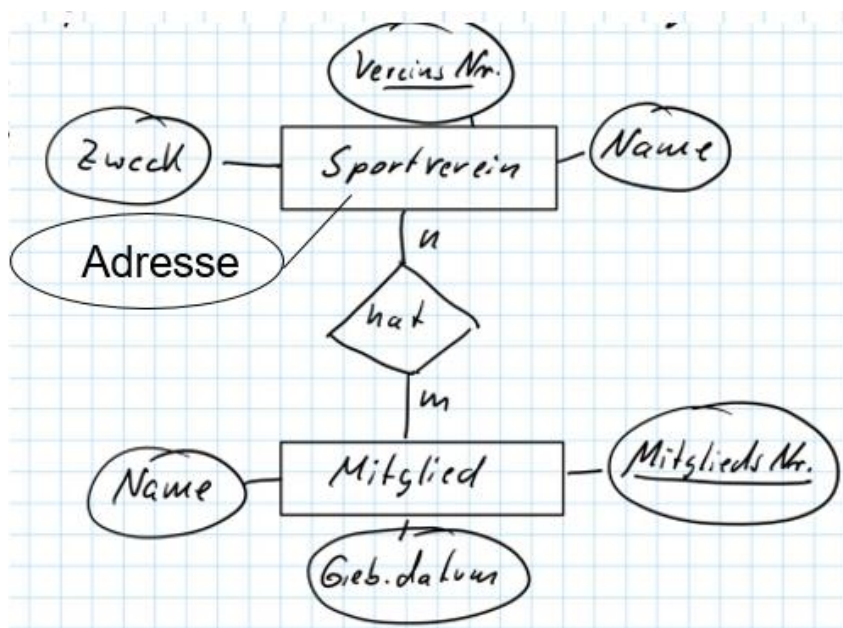 Vereins Nr.
Zweck
Sportverein
Name
Adresse
n
hat
m
Name
Mitglied
Mitglieds Nr.
Geb.datum